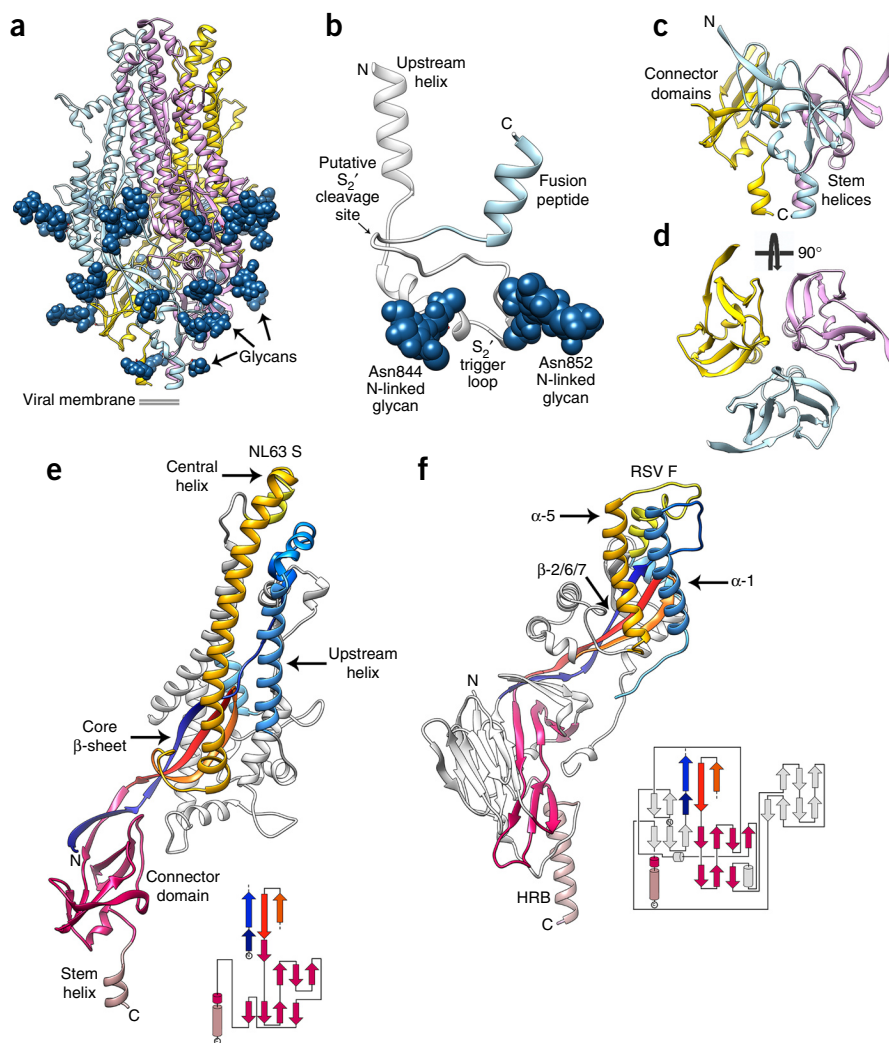 a
Glycans
Viral membrane
b
N
Upstream
helix
C
Putative
S2′
cleavage
site
Fusion
peptide
Asn844
N-linked
glycan
S2′
trigger
loop
Asn852
N-linked
glycan
c
N
Connector
domains
Stem
helices
C
d
90°
e
NL63 S
Central
helix
Upstream
helix
Core
β-sheet
N
Connector
domain
Stem
helix
C
f
RSV F
α-5
β-2/6/7
α-1
N
HRB
C